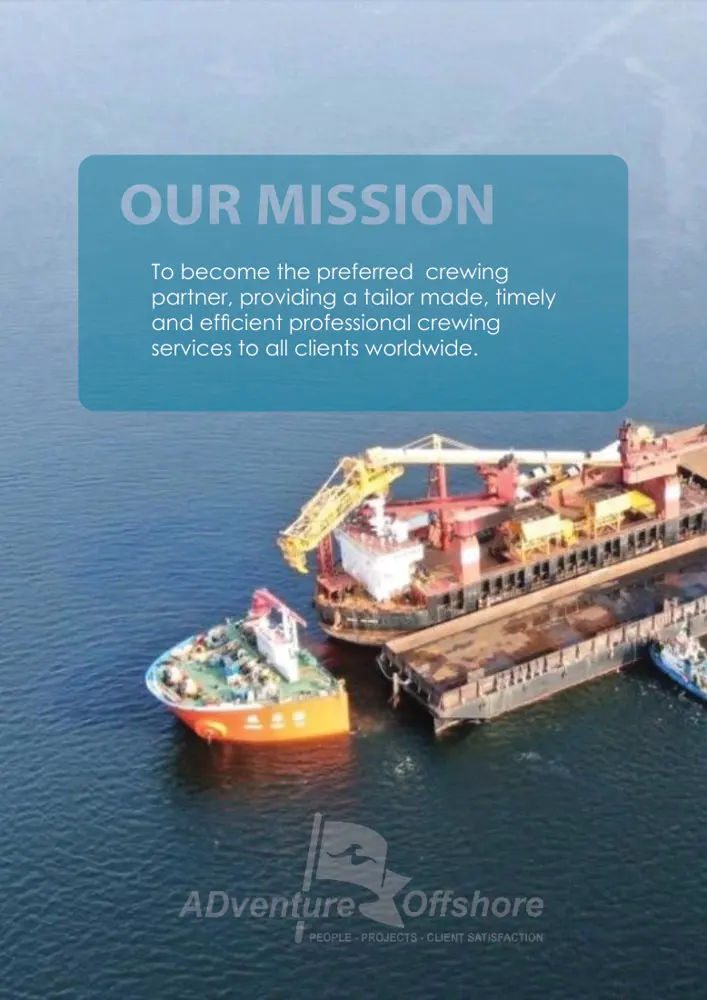 OUR MISSION
To become the preferred  crewing
partner, providing a tailor made, timely
and efficient professional crewing
services to all clients worldwide.
ADventure Offshore
PEOPLE - PROJECTS - CLIENT SATISFACTION